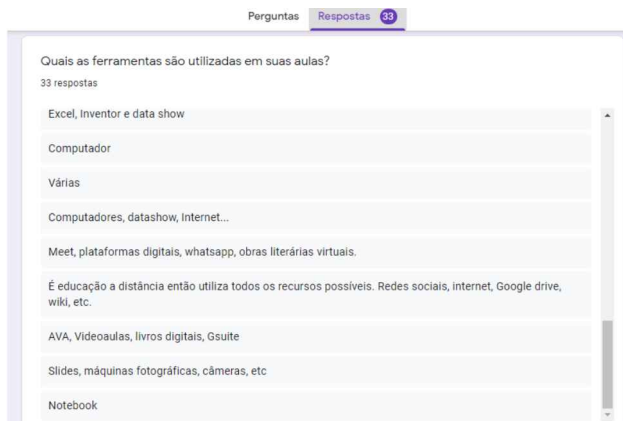 Perguntas Respostas 33
Quais as ferramentas são utilizadas em suas aulas?
33 respostas
Excel, Inventor e data show
Computador
Várias
Computadores, datashow, Internet...
Meet, plataformas digitais, whatsapp, obras literárias virtuais.
É educação a distância então utiliza todos os recursos possíveis. Redes sociais, internet, Google drive,
wiki, etc.
AVA, Videoaulas, livros digitais, Gsuite
Slides, máquinas fotográficas, câmeras, etc
Notebook